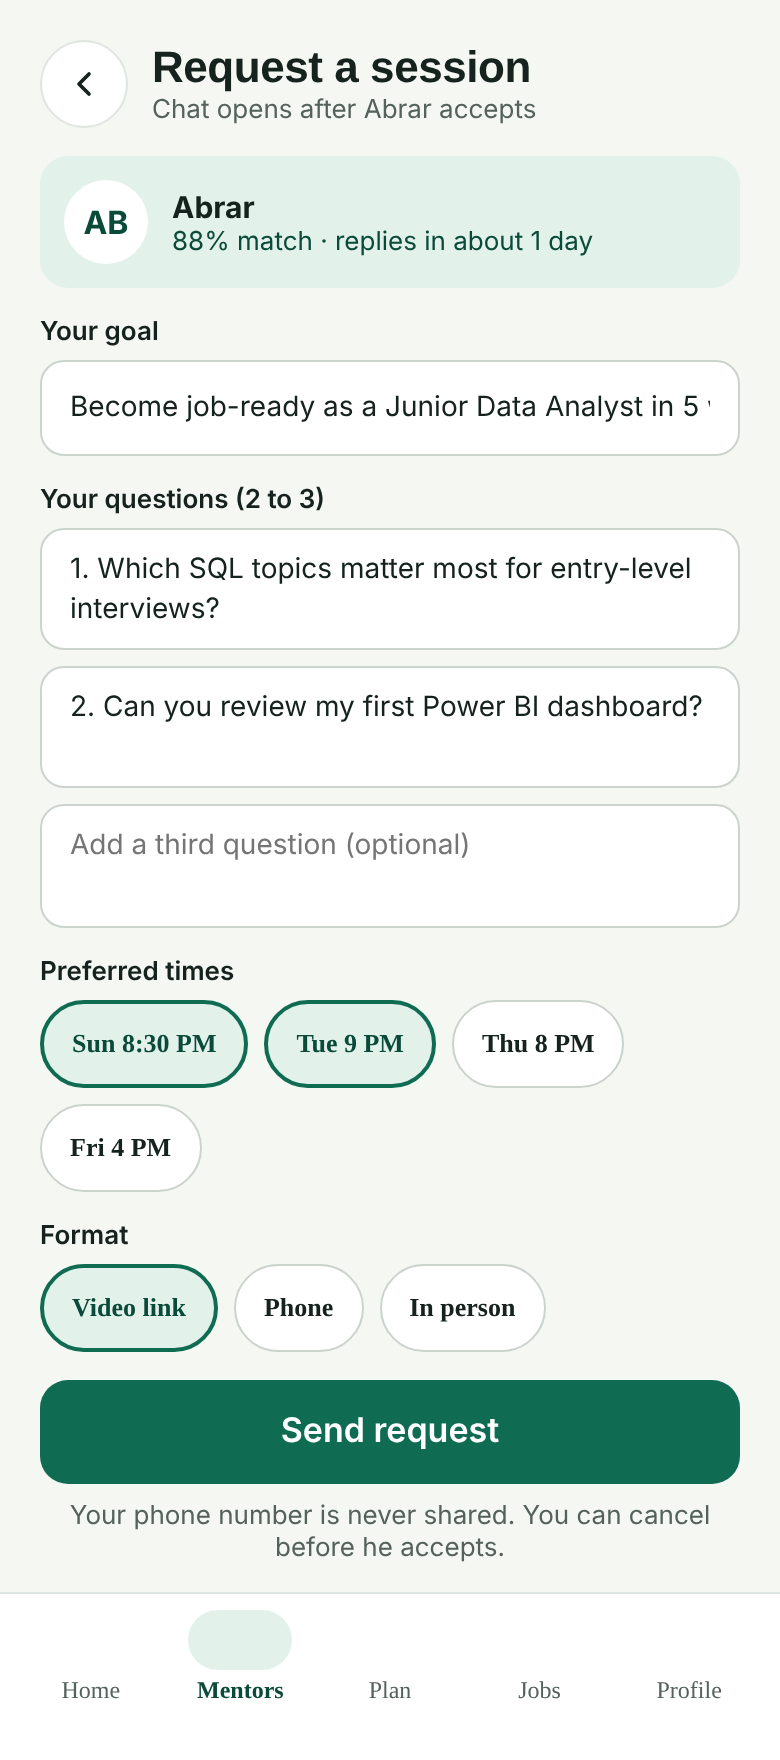 Request a session
Chat opens after Abrar accepts
AB
Abrar
88% match · replies in about 1 day
Your goal
Become job-ready as a Junior Data Analyst in 5
Your questions (2 to 3)
1. Which SQL topics matter most for entry-level
interviews?
2. Can you review my first Power BI dashboard?
Add a third question (optional)
Preferred times
Sun 8:30 PM
Tue 9 PM
Thu 8 PM
Fri 4 PM
Format
Video link
Phone
In person
Send request
Your phone number is never shared. You can cancel
before he accepts.
Home
Mentors
Plan
Jobs
Profile